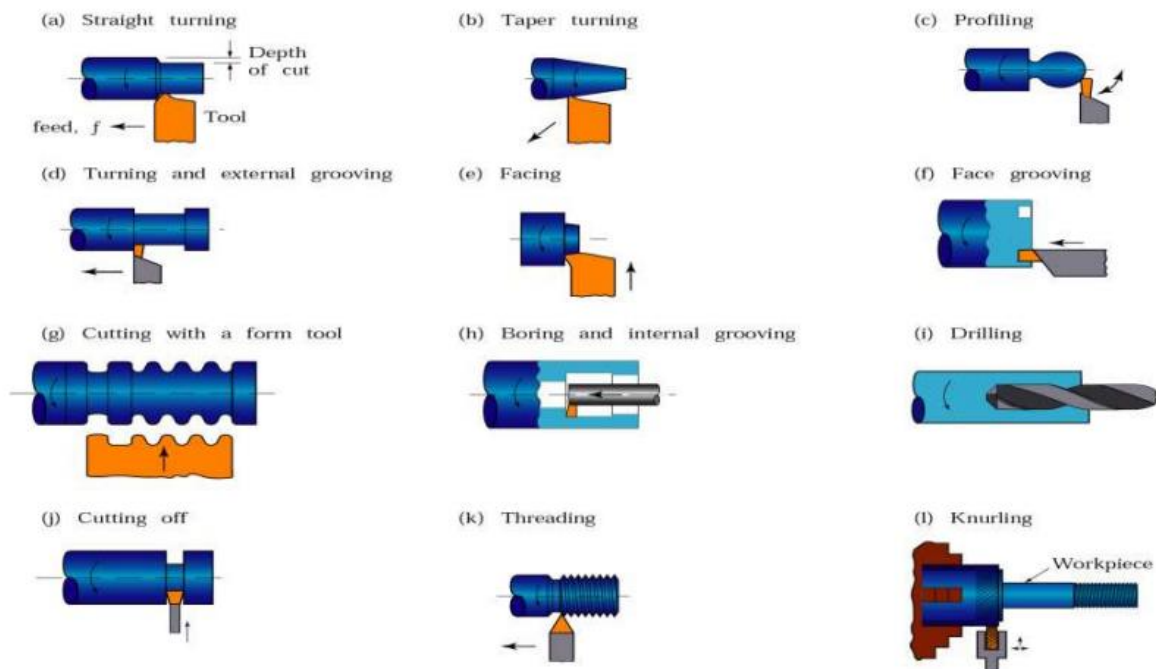 (a) Straight turning
Depth
of cut
Tool
feed, f
(b) Taper turning
(c) Profiling
(d) Turning and external grooving
(e) Facing
(f) Face grooving
(g) Cutting with a form tool
(h) Boring and internal grooving
(i) Drilling
(j) Cutting off
(k) Threading
(l) Knurling
Workpiece